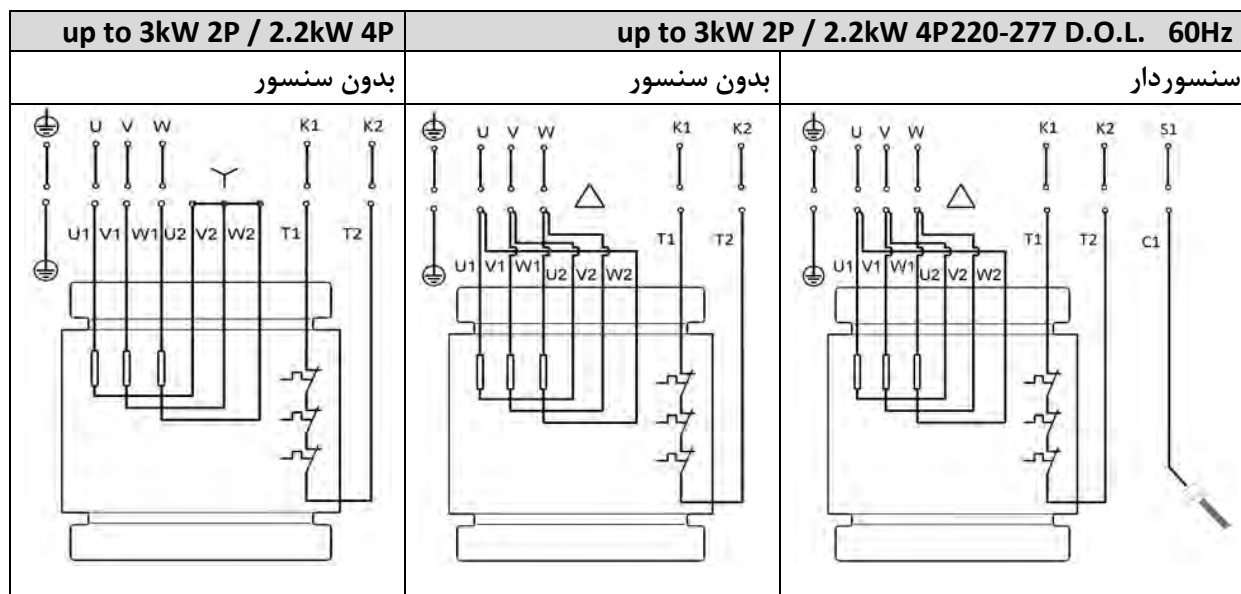 up to 3kW 2P / 2.2kW 4P
up to 3kW 2P / 2.2kW 4P220-277 D.O.L. 60Hz
بدون سنسور
بدون سنسور
سنسوردار
U V W K1 K2
U1 V1 W1 U2 V2 W2 T1 T2
U V W K1 K2
T1 T2
U1 V1 W1 U2 V2 W2
U V W K1 K2 S1
T1 T2 C1
U1 V1 W1 U2 V2 W2